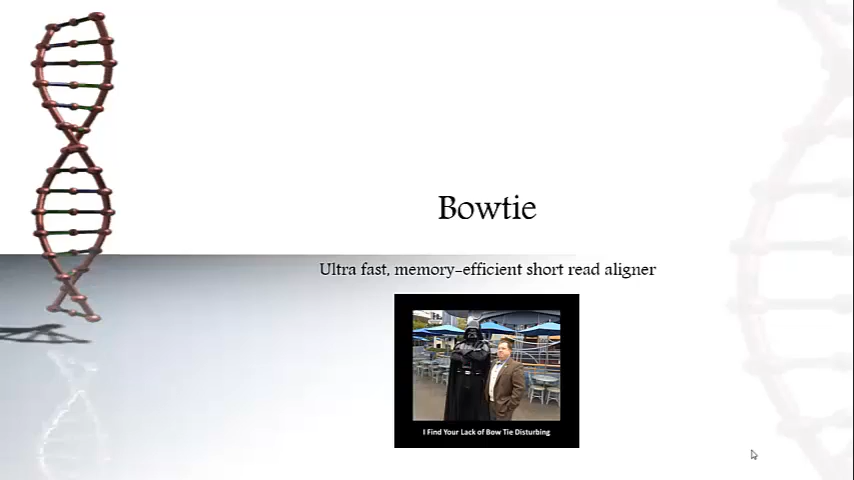 Bowtie
Ultra fast, memory-efficient short read aligner
I Find Your Lack of Bow Tie Disturbing